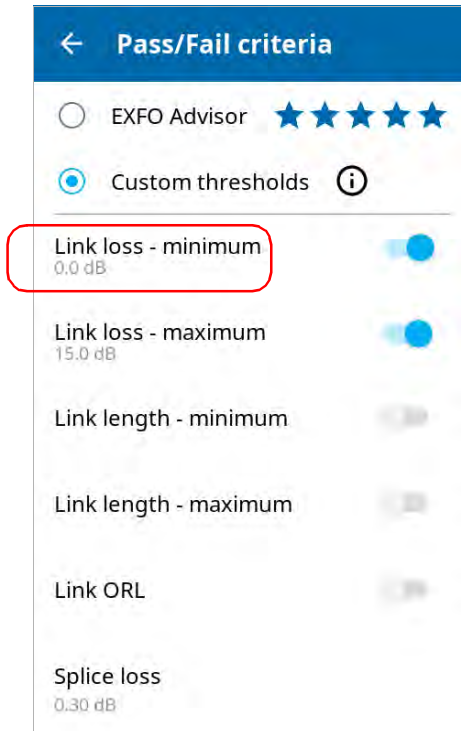 Pass/Fail criteria
EXFO Advisor
Custom thresholds
Link loss - minimum
0.0 dB
Link loss - maximum
15.0 dB
Link length - minimum
Link length - maximum
Link ORL
Splice loss
0.30 dB